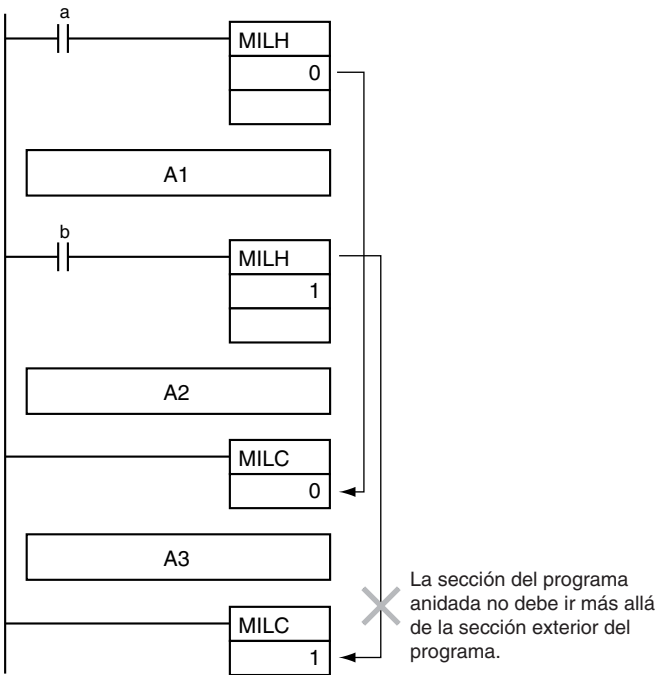 a
MILH
0
A1
b
MILH
1
A2
MILC
0
A3
La sección del programa
anidada no debe ir más allá
de la sección exterior del
programa.
MILC
1